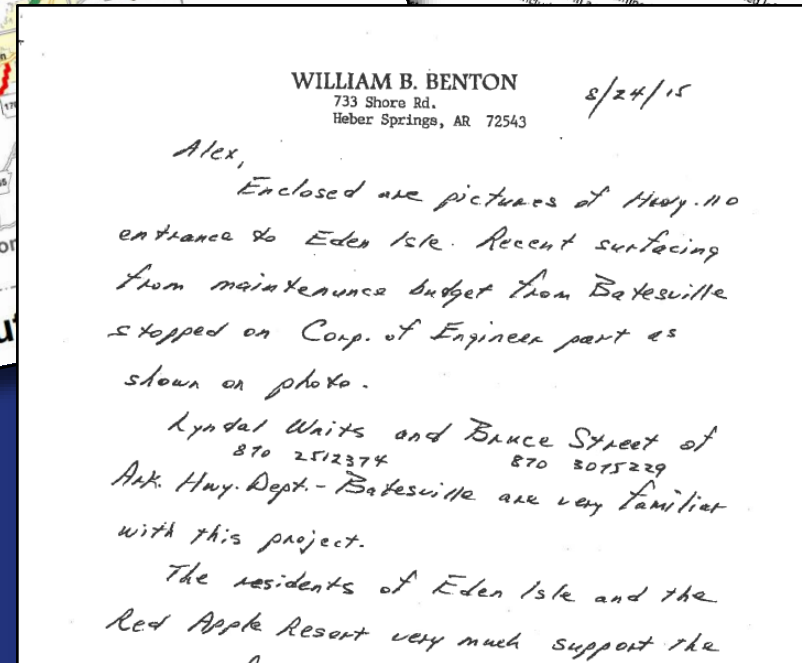 WILLIAM B. BENTON
733 Shore Rd.
Heber Springs, AR 72543
8/24/15
Alex,
Enclosed are pictures of Hwy. 110
entrance to Eden Isle. Recent surfacing
from maintenance budget from Batesville
stopped on Corp. of Engineer part as
shown on photo.
Lyndal Waits and Bruce Street of
870 2512374 870 3075229
Ark. Hwy. Dept. - Batesville are very familiar
with this project.
The residents of Eden Isle and the
Red Apple Resort very much support the